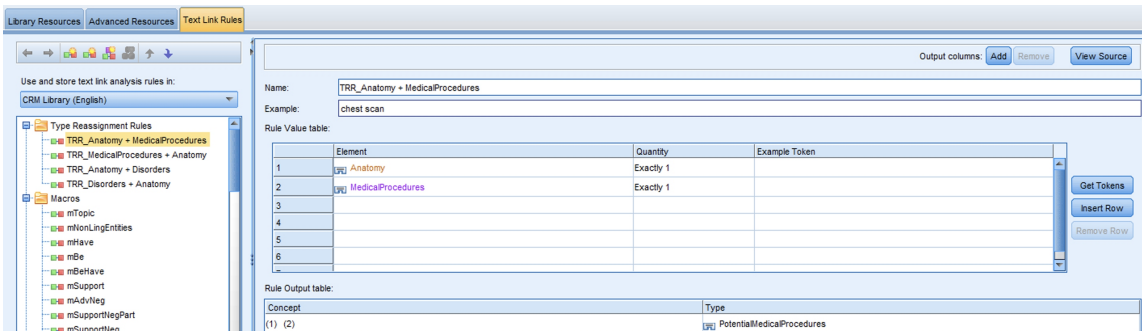 Library Resources Advanced Resources Text Link Rules
Output columns: Add Remove View Source
Use and store text link analysis rules in:
CRM Library (English)
Type Reassignment Rules
TRR_Anatomy + MedicalProcedures
TRR_MedicalProcedures + Anatomy
TRR_Anatomy + Disorders
TRR_Disorders + Anatomy
Macros
mTopic
mNonLingEntities
mHave
mBe
mBeHave
mSupport
mAdvNeg
mSupportNegPart
mSupportNeg
Name: TRR_Anatomy + MedicalProcedures
Example: chest scan
Rule Value table:
Element Quantity Example Token
1 Anatomy Exactly 1
2 MedicalProcedures Exactly 1
3
4
5
6
Get Tokens
Insert Row
Remove Row
Rule Output table:
Concept Type
(1) (2) PotentialMedicalProcedures